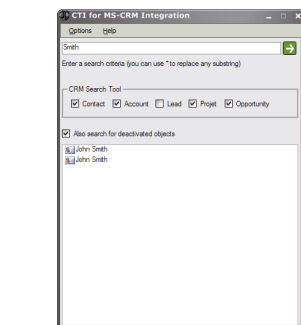 CTI for MS-CRM Integration
Options Help
Smith
Enter a search criteria (you can use * to replace any substring)
CRM Search Tool
Contact Account Lead Projet Opportunity
Also search for deactivated objects
John Smith
John Smith